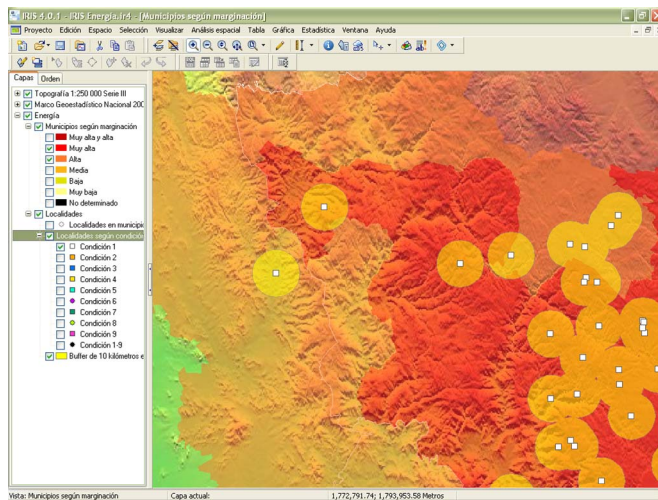 IRIS 4.0.1 - IRIS Energía.ir4 - [Municipios según marginación]
Proyecto Edición Espacio Selección Visualizar Análisis espacial Tabla Gráfica Estadística Ventana Ayuda
Capas Orden
Topografía 1:250 000 Serie III
Marco Geoestadístico Nacional 200
Energía
Municipios según marginación
Muy alta y alta
Muy alta
Alta
Media
Baja
Muy baja
No determinado
Localidades
Localidades en municipio
Localidades según condición
Condición 1
Condición 2
Condición 3
Condición 4
Condición 5
Condición 6
Condición 7
Condición 8
Condición 9
Condición 1-9
Buffer de 10 kilómetros e
Vista: Municipios según marginación Capa actual: 1,772,791.74; 1,793,953.58 Metros